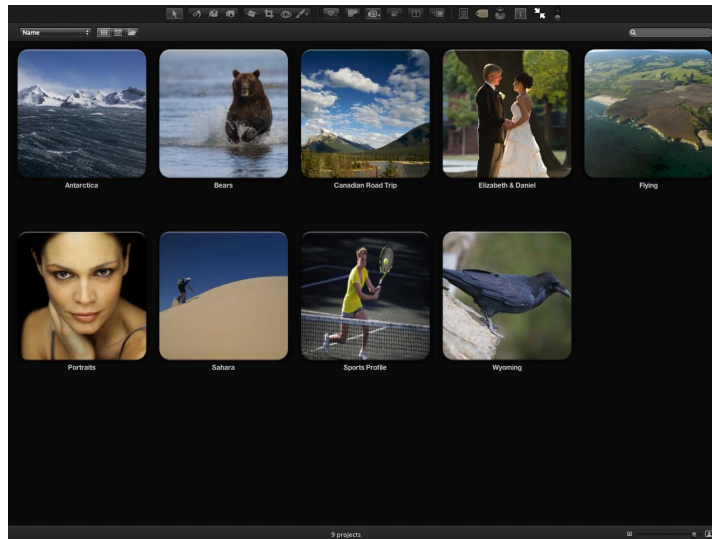 Name
Antarctica
Bears
Canadian Road Trip
Elizabeth & Daniel
Flying
Portraits
Sahara
Sports Profile
Wyoming
9 projects